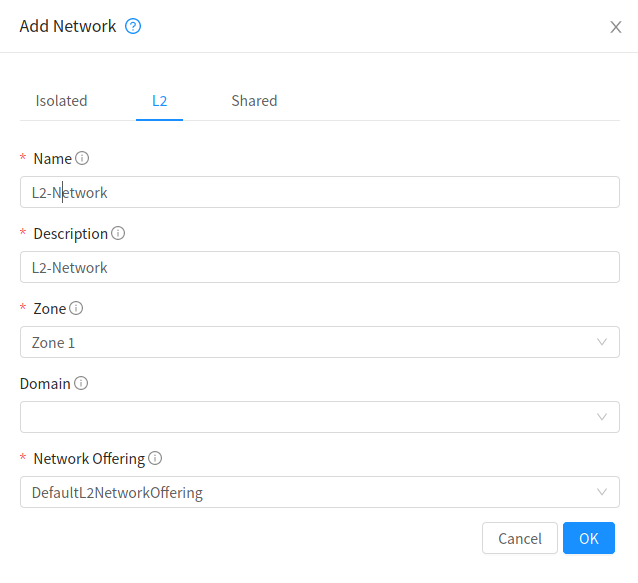 Add Network
Isolated L2 Shared
* Name
L2-Network
* Description
L2-Network
* Zone
Zone 1
Domain
* Network Offering
DefaultL2NetworkOffering
Cancel OK